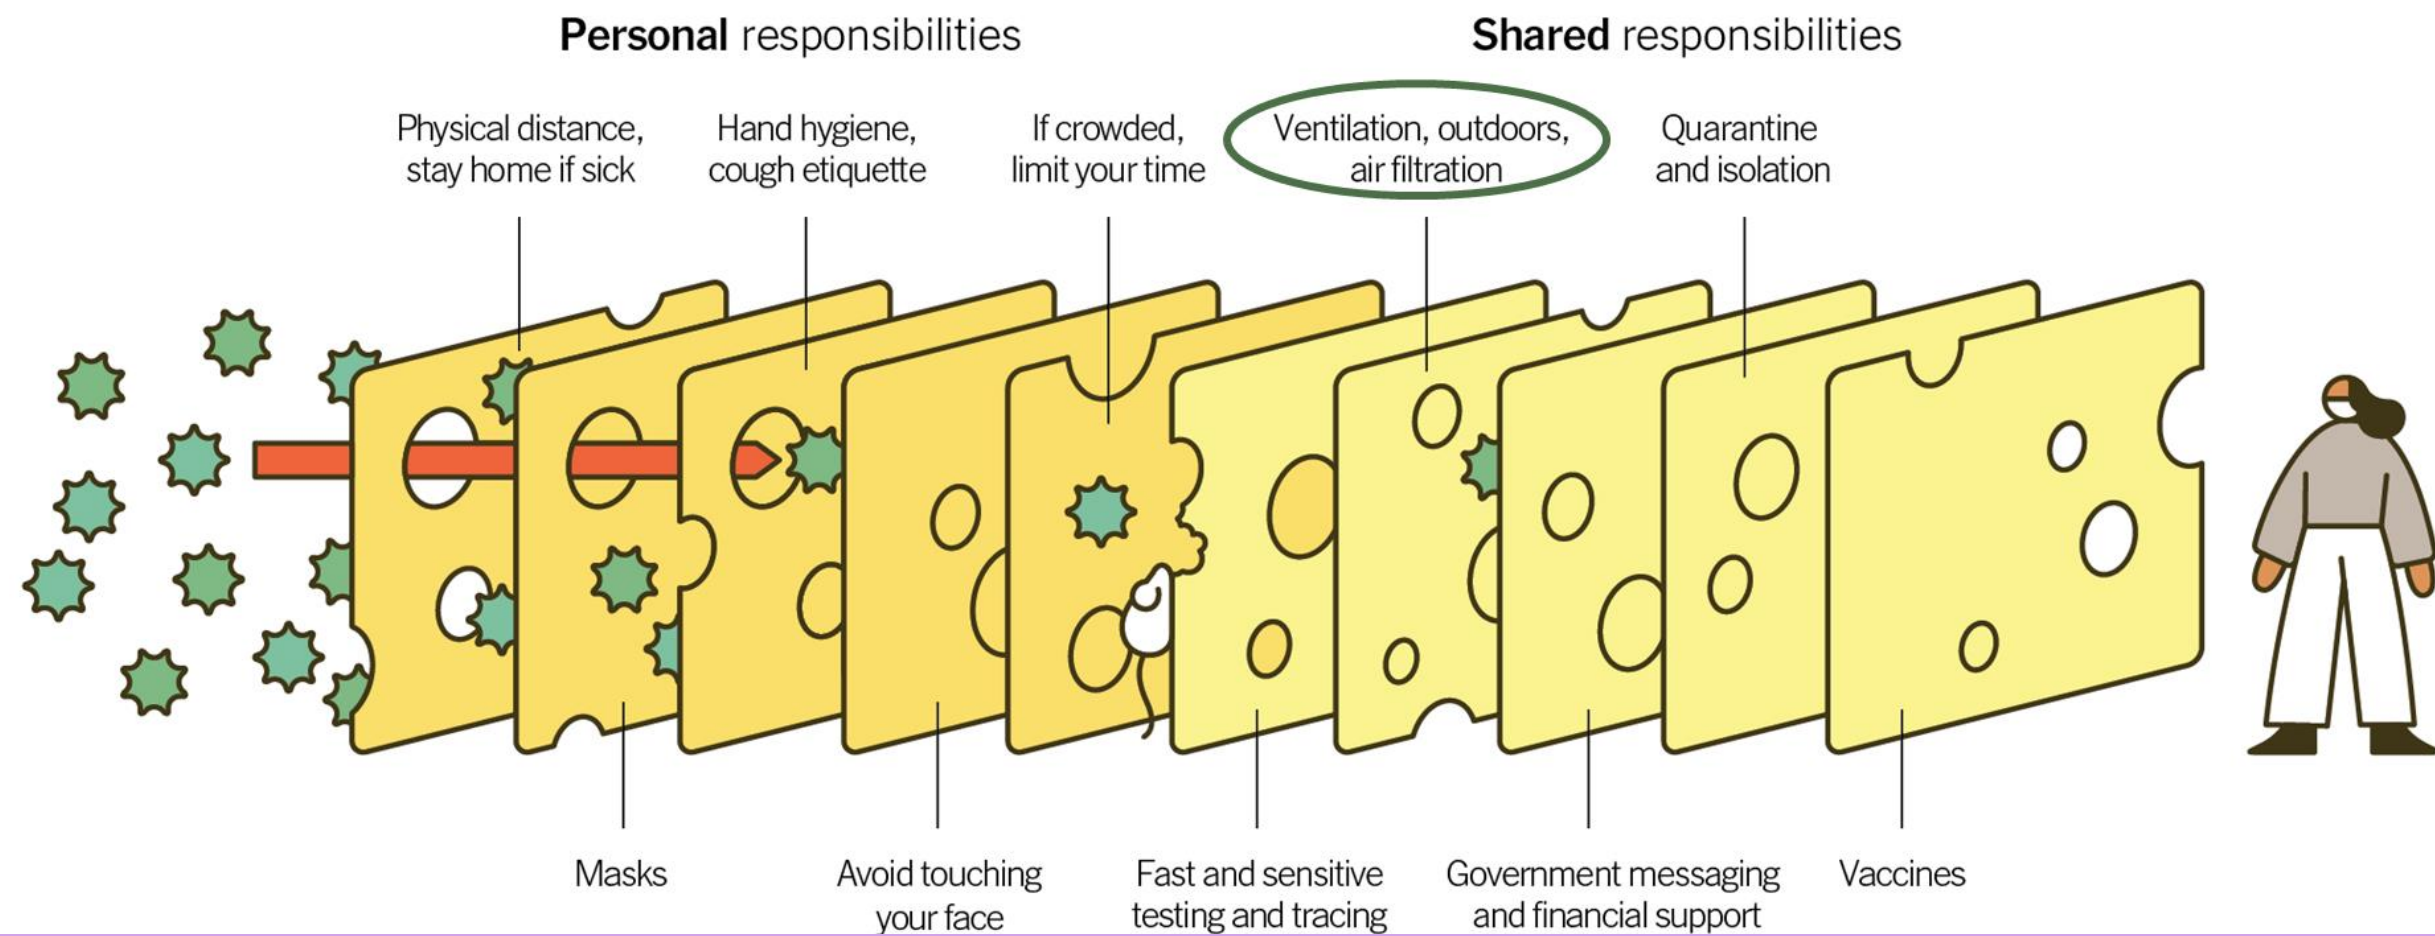 Personal responsibilities
Shared responsibilities
Physical distance,
stay home if sick
Hand hygiene,
cough etiquette
If crowded,
limit your time
Ventilation, outdoors,
air filtration
Quarantine
and isolation
Masks
Avoid touching
your face
Fast and sensitive
testing and tracing
Government messaging
and financial support
Vaccines